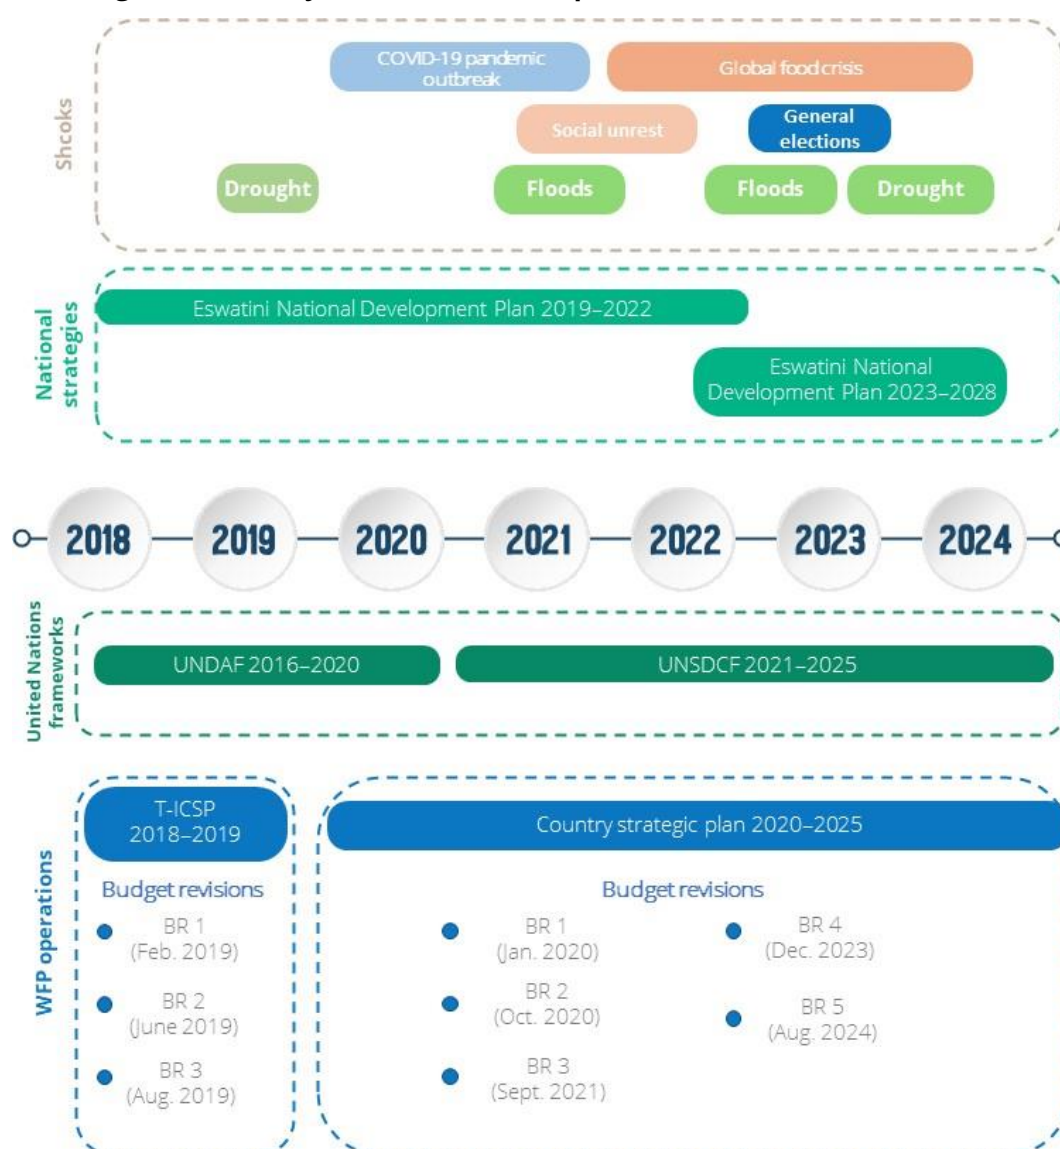 Shcoks
COVID-19 pandemic
outbreak
Global food crisis
Social unrest
General
elections
Drought
Floods
Floods
Drought
National
strategies
Eswatini National Development Plan 2019–2022
Eswatini National
Development Plan 2023–2028
2018
2019
2020
2021
2022
2023
2024
United Nations
frameworks
UNDAF 2016–2020
UNSDCF 2021–2025
WFP operations
T-ICSP
2018–2019
Budget revisions
BR 1
(Feb. 2019)
BR 2
(June 2019)
BR 3
(Aug. 2019)
Country strategic plan 2020–2025
Budget revisions
BR 1
(Jan. 2020)
BR 2
(Oct. 2020)
BR 3
(Sept. 2021)
BR 4
(Dec. 2023)
BR 5
(Aug. 2024)